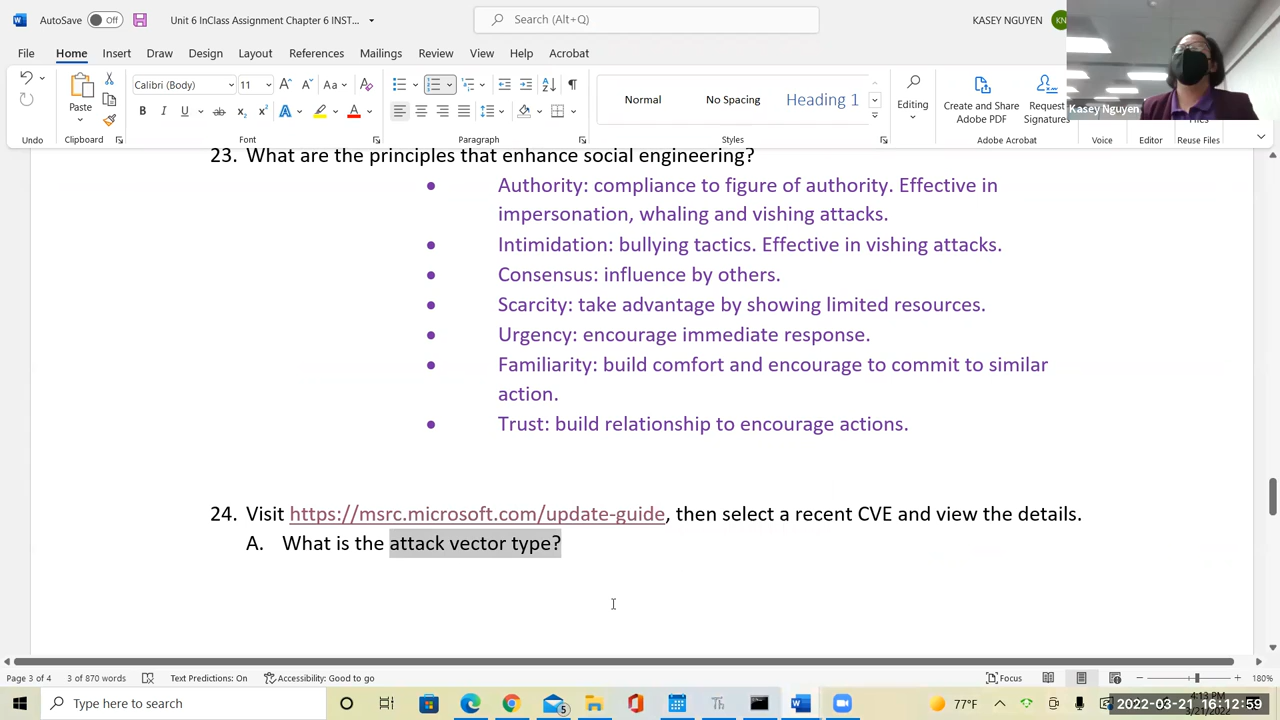 AutoSave Off Unit 6 InClass Assignment Chapter 6 INST... Search (Alt+Q) KASEY NGUYEN KN
File Home Insert Draw Design Layout References Mailings Review View Help Acrobat
Paste Calibri (Body) 11 Normal No Spacing Heading 1 Editing Create and Share Adobe PDF Request Signatures
Kasey Nguyen
Undo Clipboard Font Paragraph Styles Adobe Acrobat Voice Editor Reuse Files
23. What are the principles that enhance social engineering?
• Authority: compliance to figure of authority. Effective in
impersonation, whaling and vishing attacks.
• Intimidation: bullying tactics. Effective in vishing attacks.
• Consensus: influence by others.
• Scarcity: take advantage by showing limited resources.
• Urgency: encourage immediate response.
• Familiarity: build comfort and encourage to commit to similar
action.
• Trust: build relationship to encourage actions.
24. Visit https://msrc.microsoft.com/update-guide, then select a recent CVE and view the details.
A. What is the attack vector type?
Page 3 of 4 3 of 870 words Text Predictions: On Accessibility: Good to go Focus 180%
Type here to search 5 77°F 4:13 PM
2022-03-21 16:12:59
3/21/2022